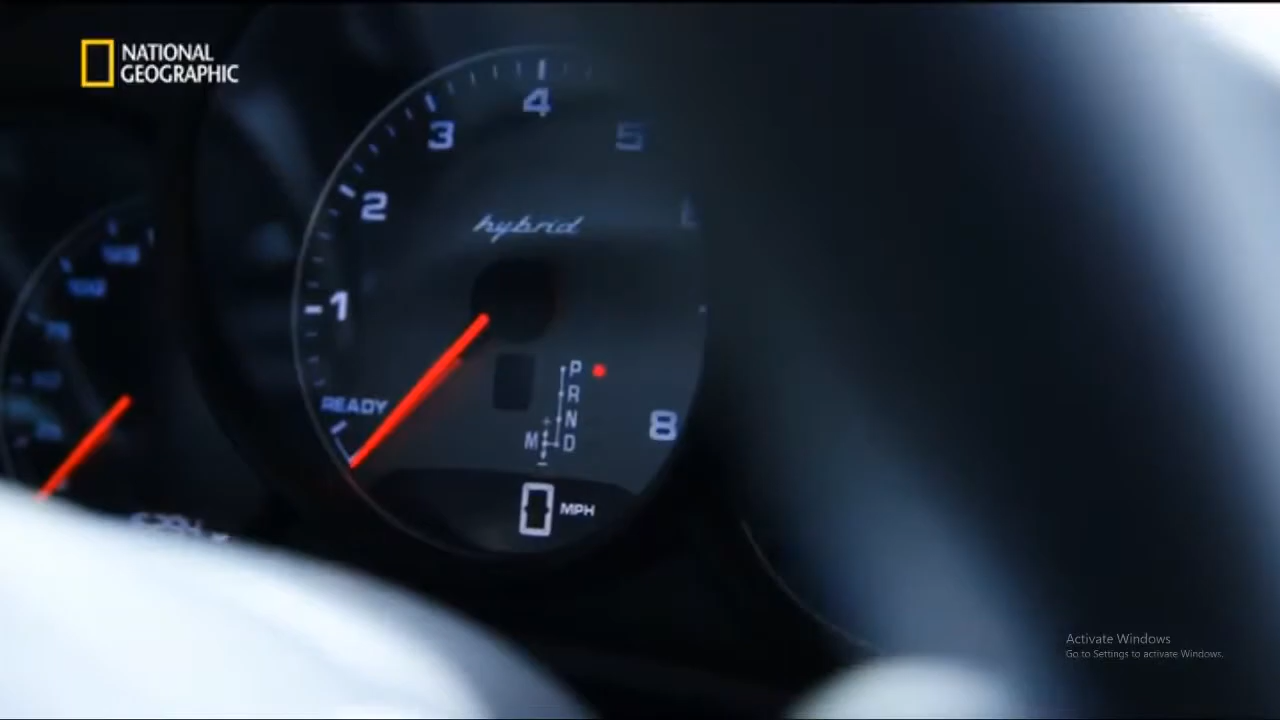 NATIONAL
GEOGRAPHIC
4
3
5
2
hybrid
1
P
R
READY
N
8
M D
0 MPH
Activate Windows
Go to Settings to activate Windows.